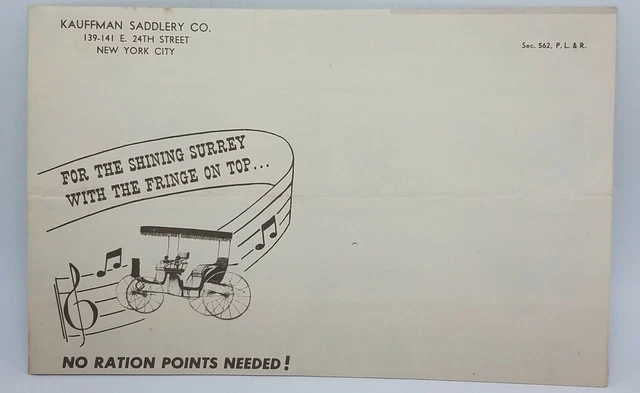 KAUFFMAN SADDLERY CO.
139-141 E. 24TH STREET
NEW YORK CITY
Sec. 562, P. L. & R.
FOR THE SHINING SURREY
WITH THE FRINGE ON TOP...
NO RATION POINTS NEEDED!